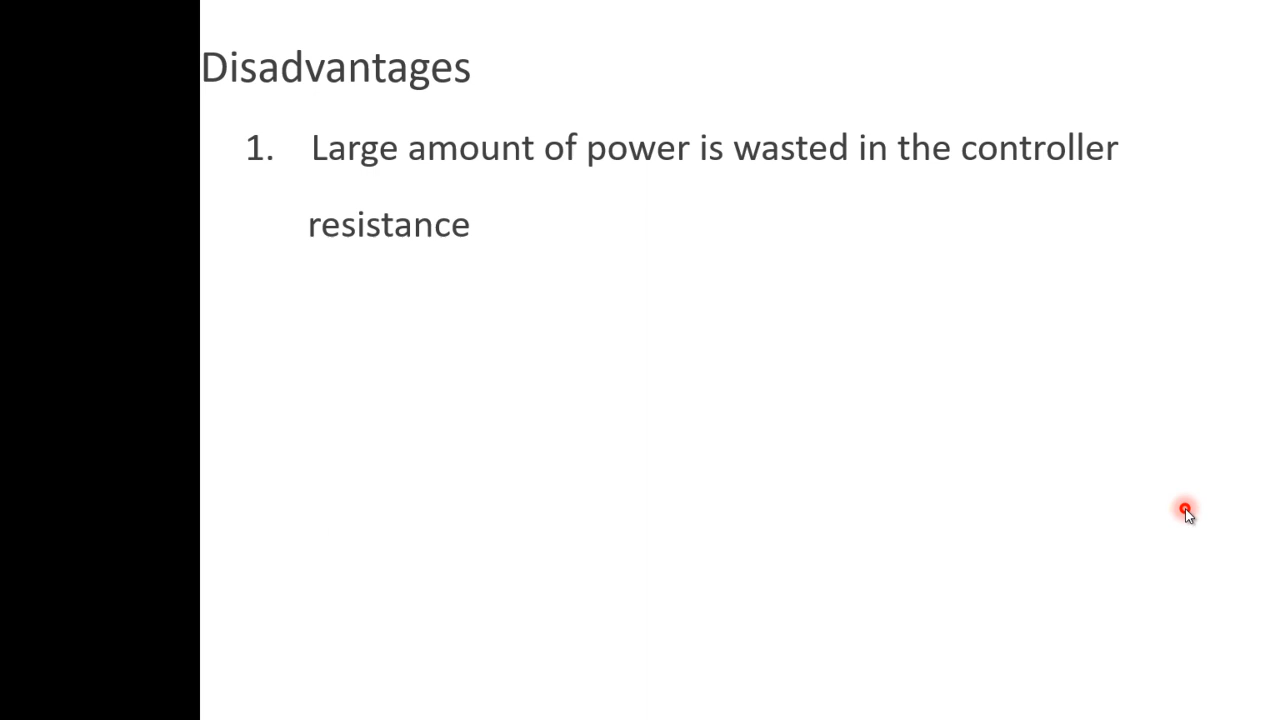 Disadvantages
1. Large amount of power is wasted in the controller
resistance